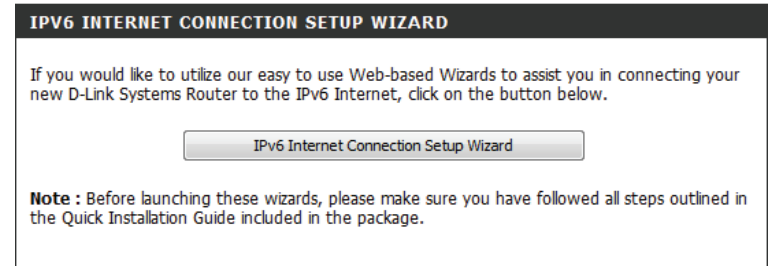 IPV6 INTERNET CONNECTION SETUP WIZARD
If you would like to utilize our easy to use Web-based Wizards to assist you in connecting your
new D-Link Systems Router to the IPv6 Internet, click on the button below.
IPv6 Internet Connection Setup Wizard
Note : Before launching these wizards, please make sure you have followed all steps outlined in
the Quick Installation Guide included in the package.